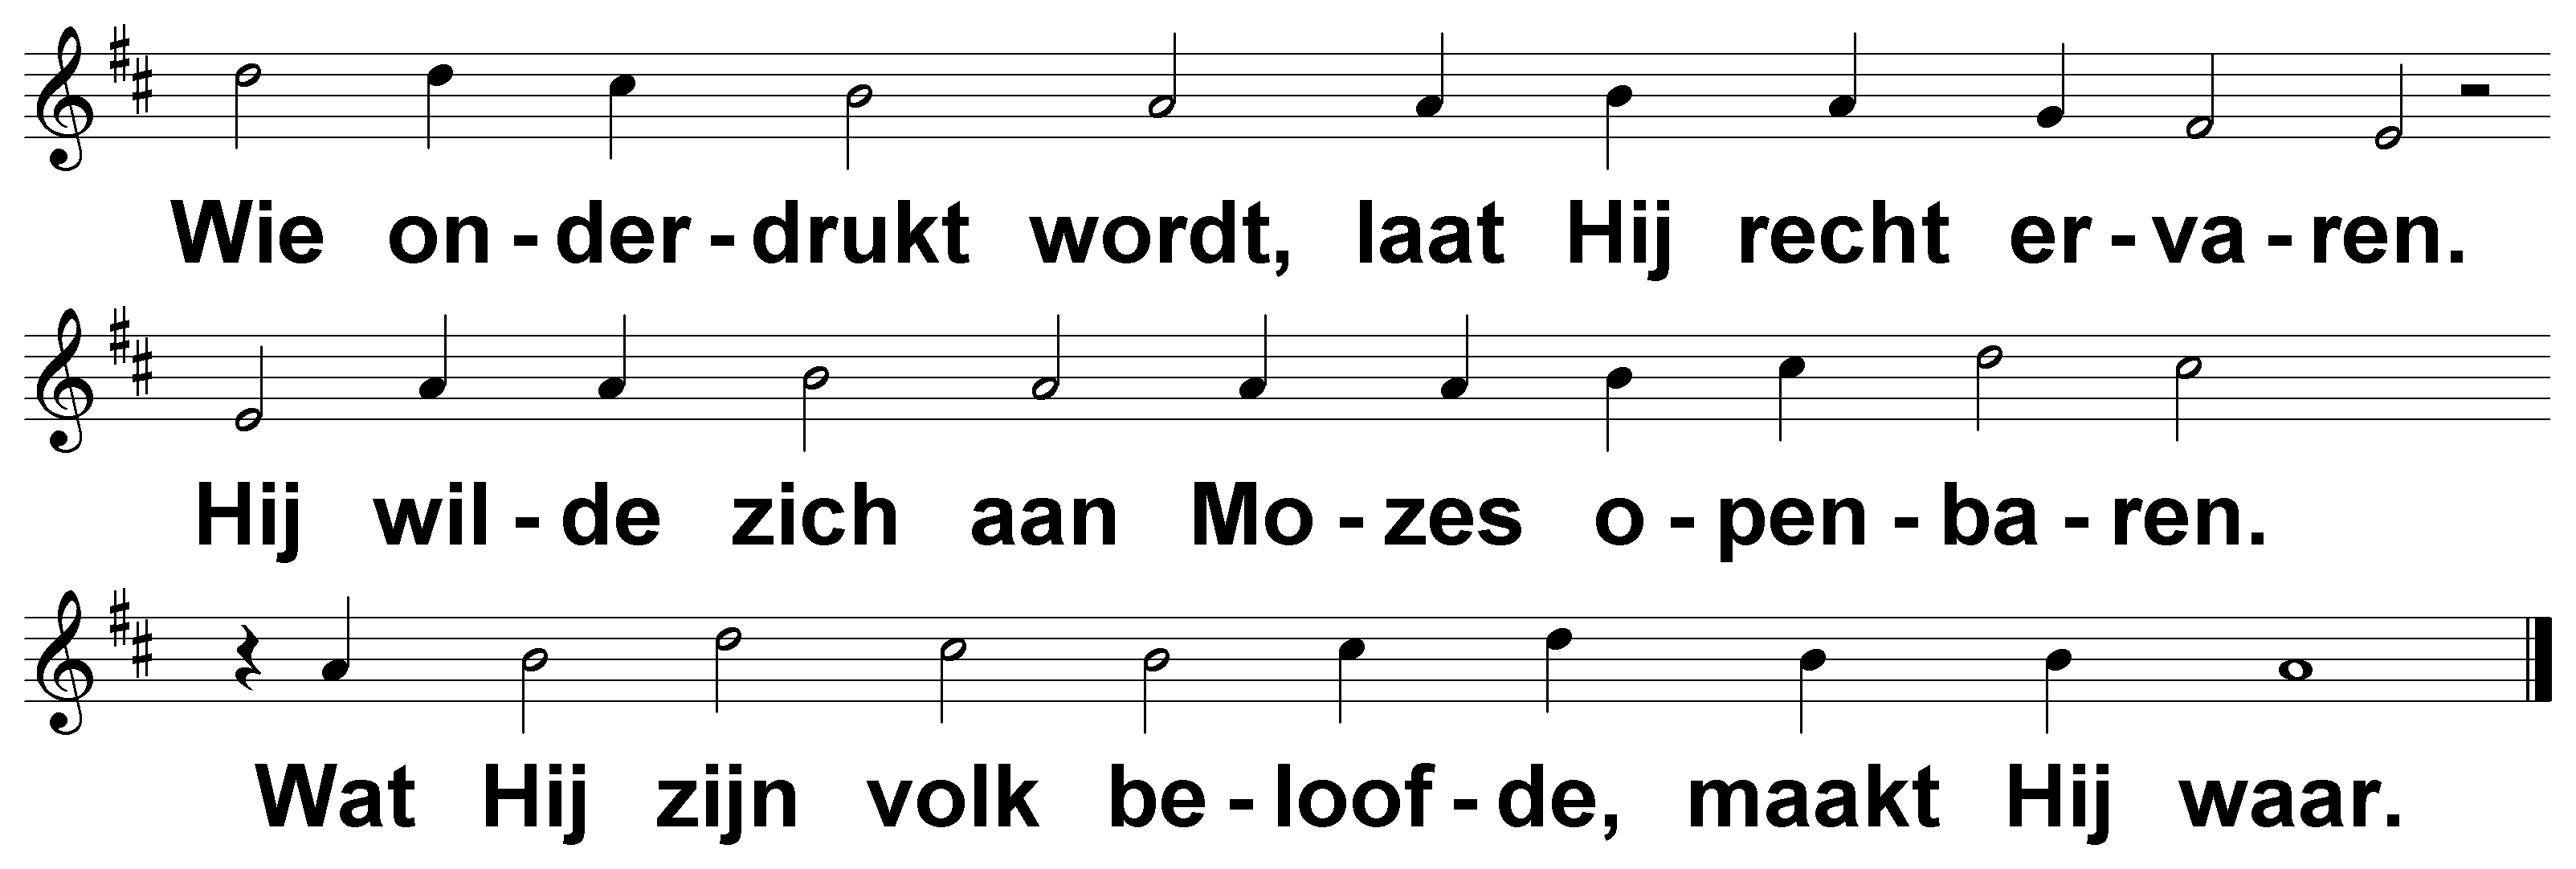 Wie on - der - drukt wordt, laat Hij recht er - va - ren.
Hij wil - de zich aan Mo - zes o - pen - ba - ren.
Wat Hij zijn volk be - loof - de, maakt Hij waar.